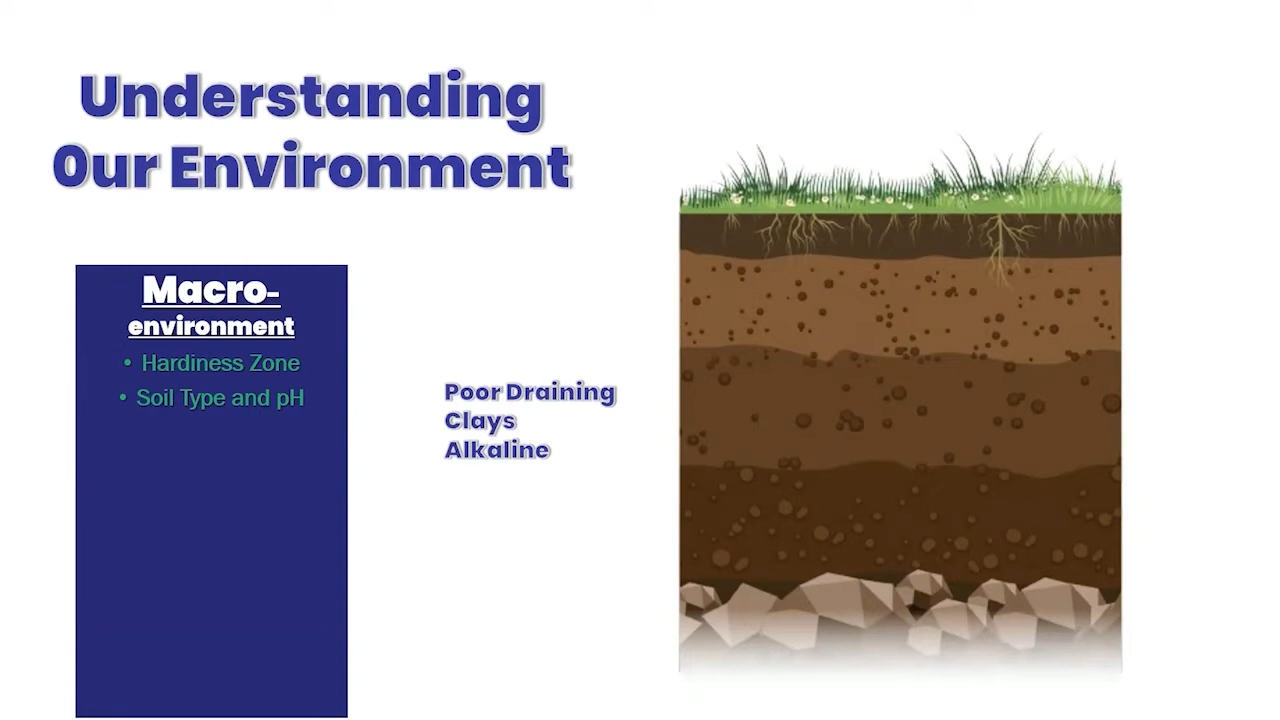 Understanding
Our Environment
Macro-
environment
• Hardiness Zone
• Soil Type and pH
Poor Draining
Clays
Alkaline